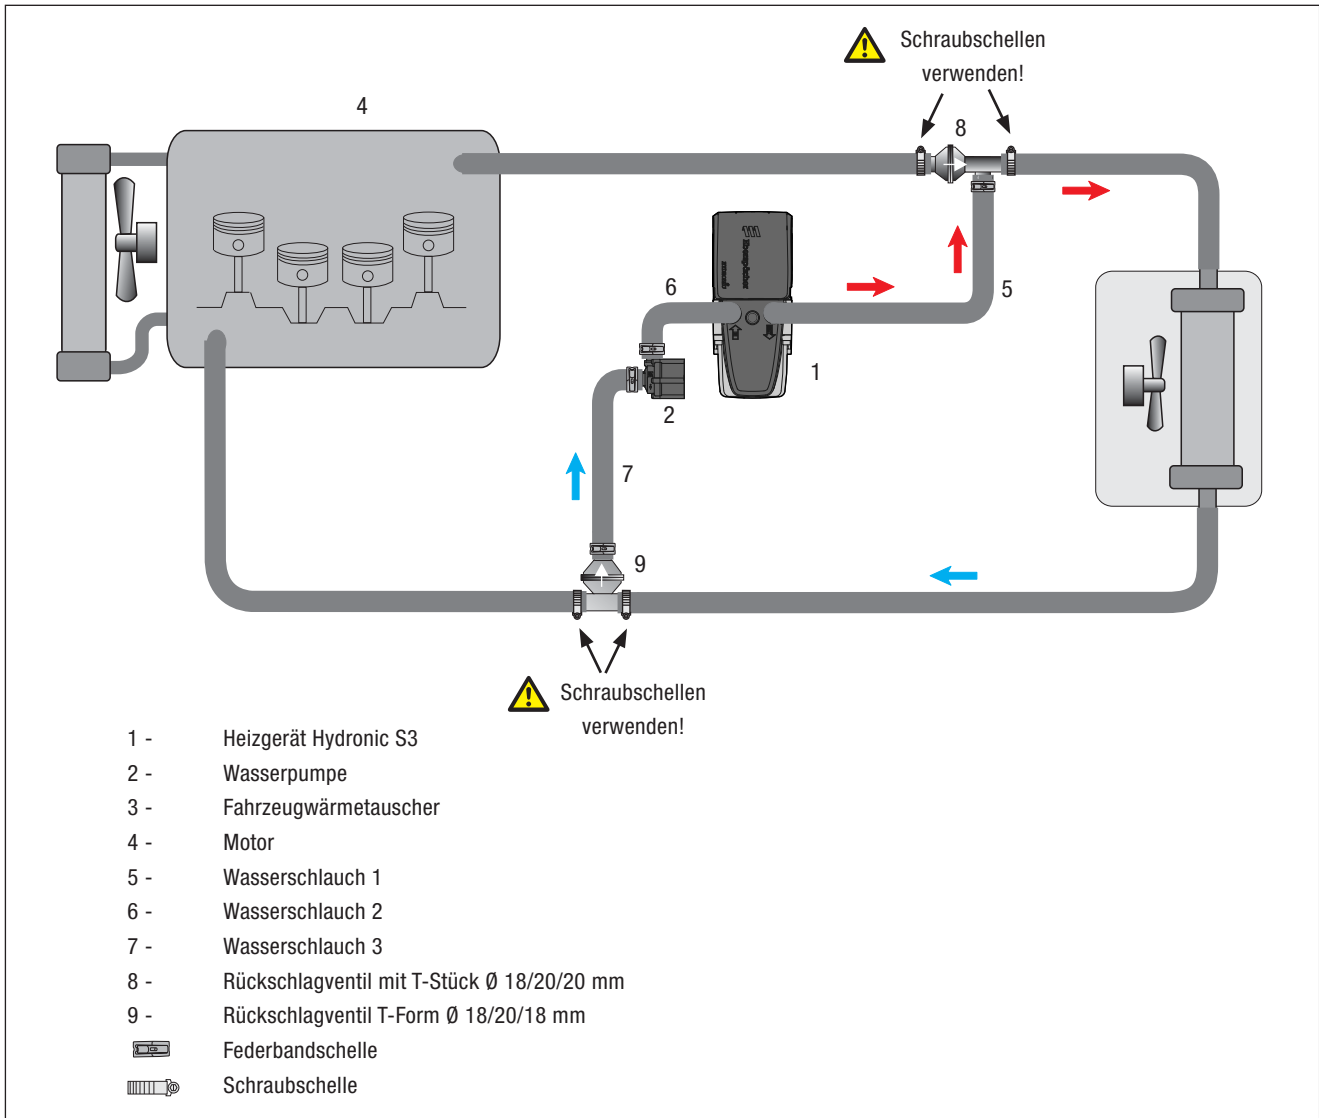 Schraubschellen
verwenden!
4
8
6
5
Eberspächer
1
2
7
9
Schraubschellen
verwenden!
1 - Heizgerät Hydronic S3
2 - Wasserpumpe
3 - Fahrzeugwärmetauscher
4 - Motor
5 - Wasserschlauch 1
6 - Wasserschlauch 2
7 - Wasserschlauch 3
8 - Rückschlagventil mit T-Stück Ø 18/20/20 mm
9 - Rückschlagventil T-Form Ø 18/20/18 mm
Federbandschelle
Schraubschelle